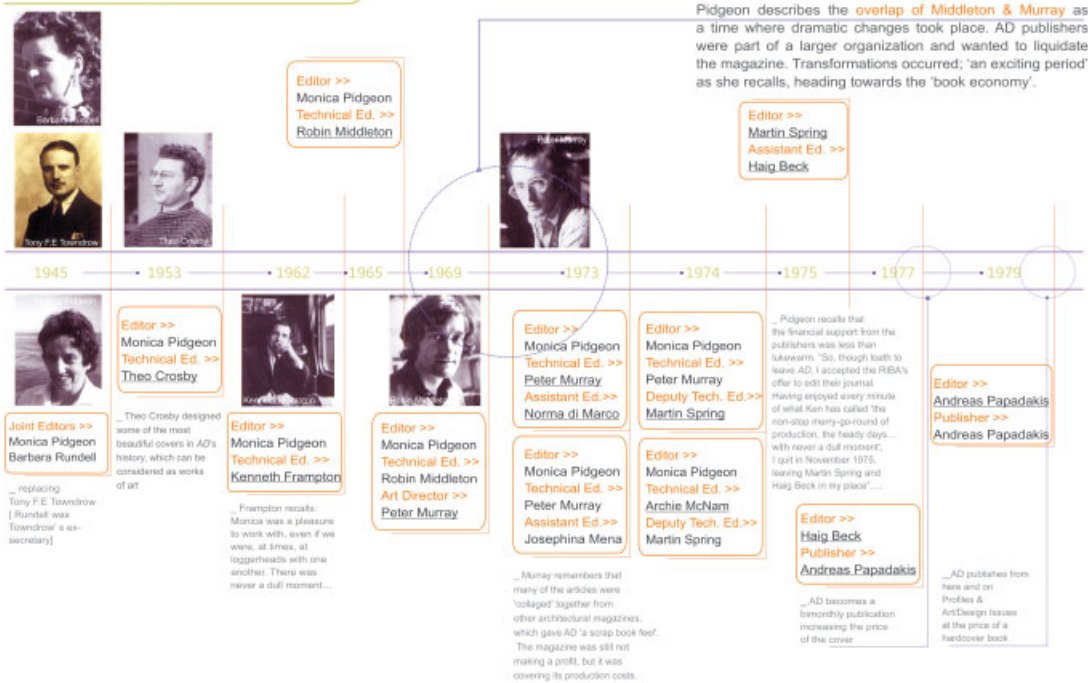 Pidgeon describes the overlap of Middleton & Murray as
a time where dramatic changes took place. AD publishers
were part of a larger organization and wanted to liquidate
the magazine. Transformations occurred; 'an exciting period'
as she recalls, heading towards the 'book economy'.
Barbara Rundell
Tony F.E Towndrow
Theo Crosby
Editor >>
Monica Pidgeon
Technical Ed. >>
Robin Middleton
Peter Murray
Editor >>
Martin Spring
Assistant Ed. >>
Haig Beck
1945
1953
1962
1965
1969
1973
1974
1975
1977
1979
Monica Pidgeon
Joint Editors >>
Monica Pidgeon
Barbara Rundell
_ replacing
Tony F.E Towndrow
[ Rundell was
Towndrow' s ex-
secretary]
Editor >>
Monica Pidgeon
Technical Ed. >>
Theo Crosby
_Theo Crosby designed
some of the most
beautiful covers in AD's
history, which can be
considered as works
of art
Kenneth Frampton
Editor >>
Monica Pidgeon
Technical Ed. >>
Kenneth Frampton
_ Frampton recalls:
Monica was a pleasure
to work with, even if we
were, at times, at
loggerheads with one
another. There was
never a dull moment...
Robin Middleton
Editor >>
Monica Pidgeon
Technical Ed. >>
Robin Middleton
Art Director >>
Peter Murray
Editor >>
Monica Pidgeon
Technical Ed. >>
Peter Murray
Assistant Ed.>>
Norma di Marco
Editor >>
Monica Pidgeon
Technical Ed. >>
Peter Murray
Assistant Ed.>>
Josephina Mena
_ Murray remembers that
many of the articles were
'collaged' together from
other architectural magazines,
which gave AD 'a scrap book feel'.
The magazine was still not
making a profit, but it was
covering its production costs.
Editor >>
Monica Pidgeon
Technical Ed. >>
Peter Murray
Deputy Tech. Ed.>>
Martin Spring
Editor >>
Monica Pidgeon
Technical Ed. >>
Archie McNam
Deputy Tech. Ed.>>
Martin Spring
_ Pidgeon recalls that
the financial support from the
publishers was less than
lukewarm. "So, though loath to
leave AD, I accepted the RIBA's
offer to edit their journal.
Having enjoyed every minute
of what Ken has called 'the
non-stop merry-go-round of
production, the heady days...
with never a dull moment',
I quit in November 1975,
leaving Martin Spring and
Haig Beck in my place"....
Editor >>
Haig Beck
Publisher >>
Andreas Papadakis
_ AD becomes a
bimonthly publication
increasing the price
of the cover
Editor >>
Andreas Papadakis
Publisher >>
Andreas Papadakis
_AD publishes from
here and on
Profiles &
Art/Design Issues
at the price of a
hardcover book